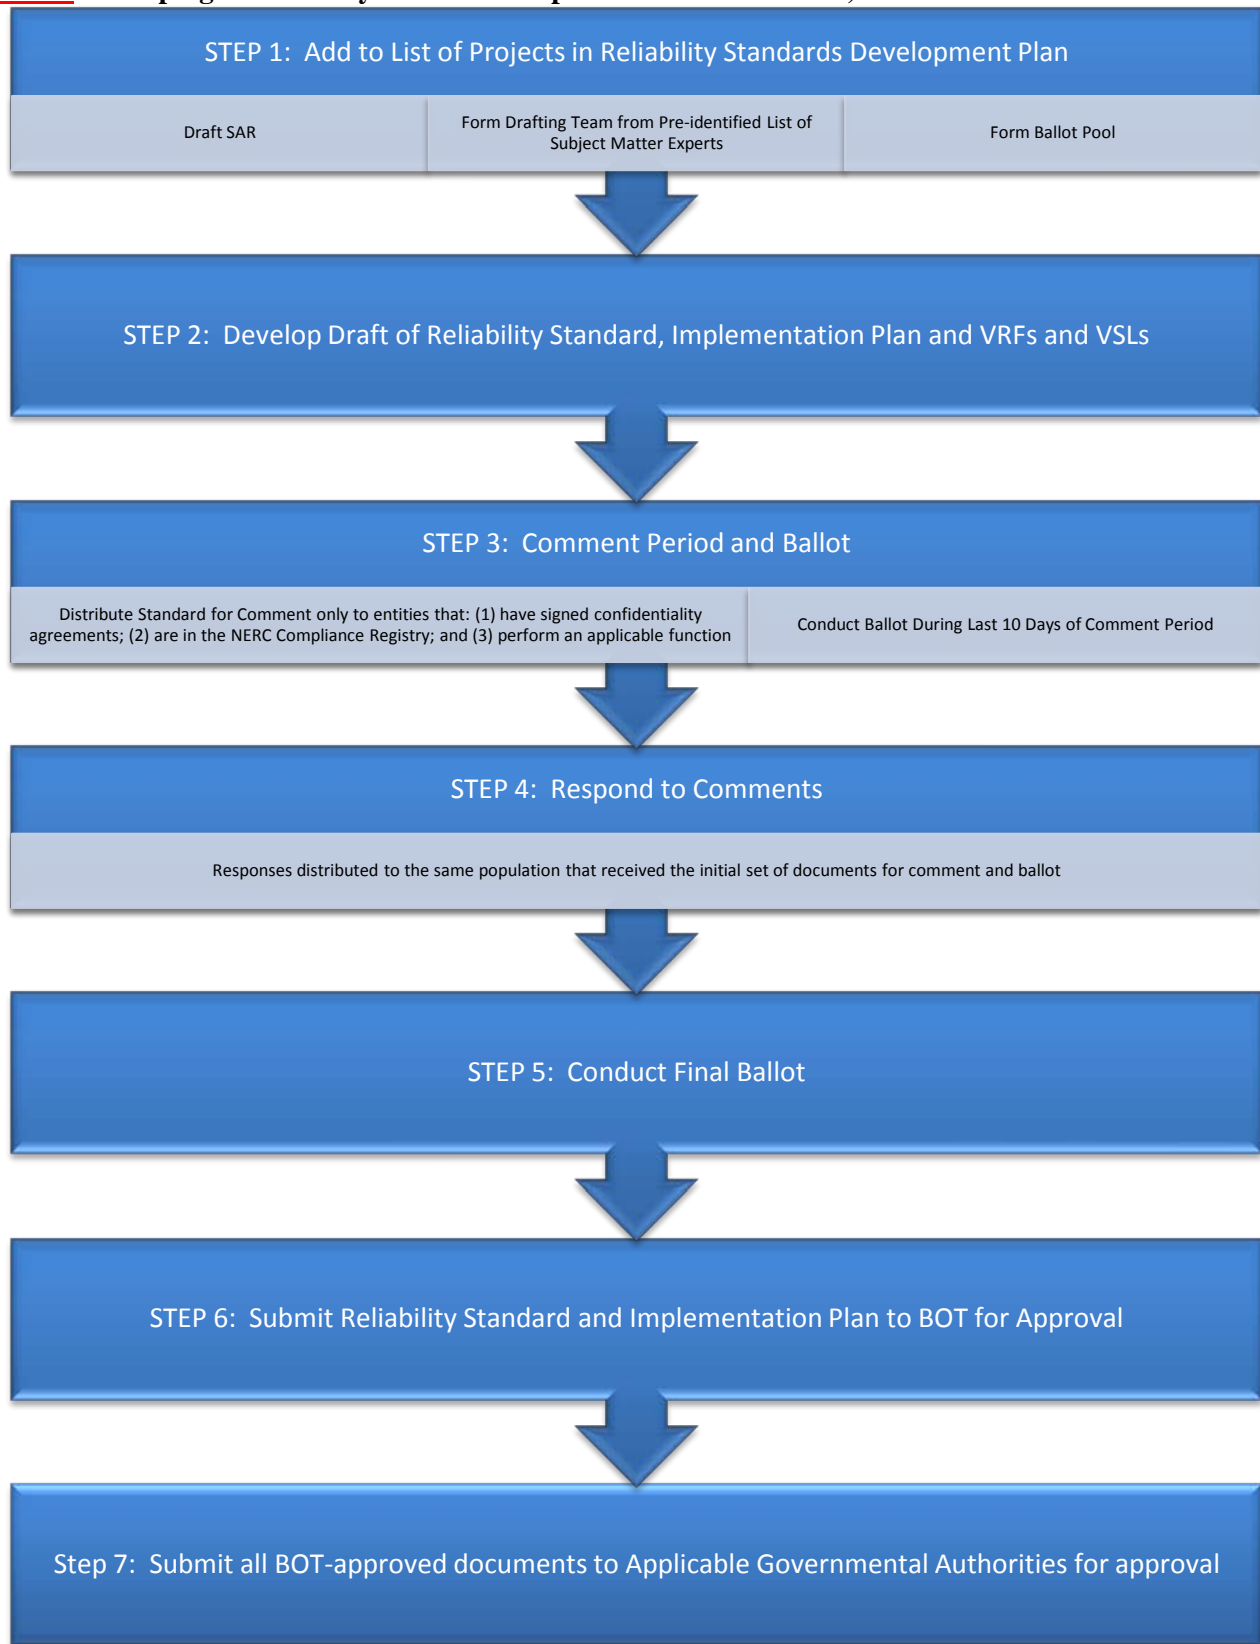 STEP 1:  Add to List of Projects in Reliability Standards Development Plan
Draft SAR
Form Drafting Team from Pre-identified List of
Subject Matter Experts
Form Ballot Pool
STEP 2:  Develop Draft of Reliability Standard, Implementation Plan and VRFs and VSLs
STEP 3:  Comment Period and Ballot
Distribute Standard for Comment only to entities that: (1) have signed confidentiality
agreements; (2) are in the NERC Compliance Registry; and (3) perform an applicable function
Conduct Ballot During Last 10 Days of Comment Period
STEP 4:  Respond to Comments
Responses distributed to the same population that received the initial set of documents for comment and ballot
STEP 5:  Conduct Final Ballot
STEP 6:  Submit Reliability Standard and Implementation Plan to BOT for Approval
Step 7:  Submit all BOT-approved documents to Applicable Governmental Authorities for approval